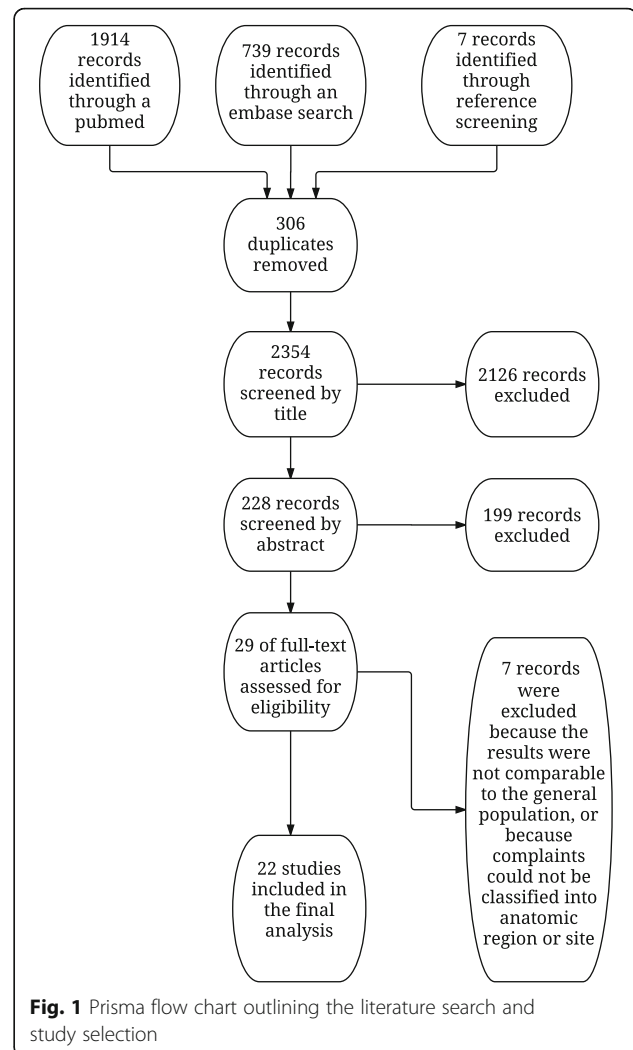 1914
records
identified
through a
pubmed
739 records
identified
through an
embase search
7 records
identified
through
reference
screening
306
duplicates
removed
2354
records
screened by
title
2126 records
excluded
228 records
screened by
abstract
199 records
excluded
29 of full-text
articles
assessed for
eligibility
7 records
were
excluded
because the
results were
not comparable
to the general
population, or
because
complaints
could not be
classified into
anatomic
region or site
22 studies
included in
the final
analysis
Fig. 1 Prisma flow chart outlining the literature search and
study selection